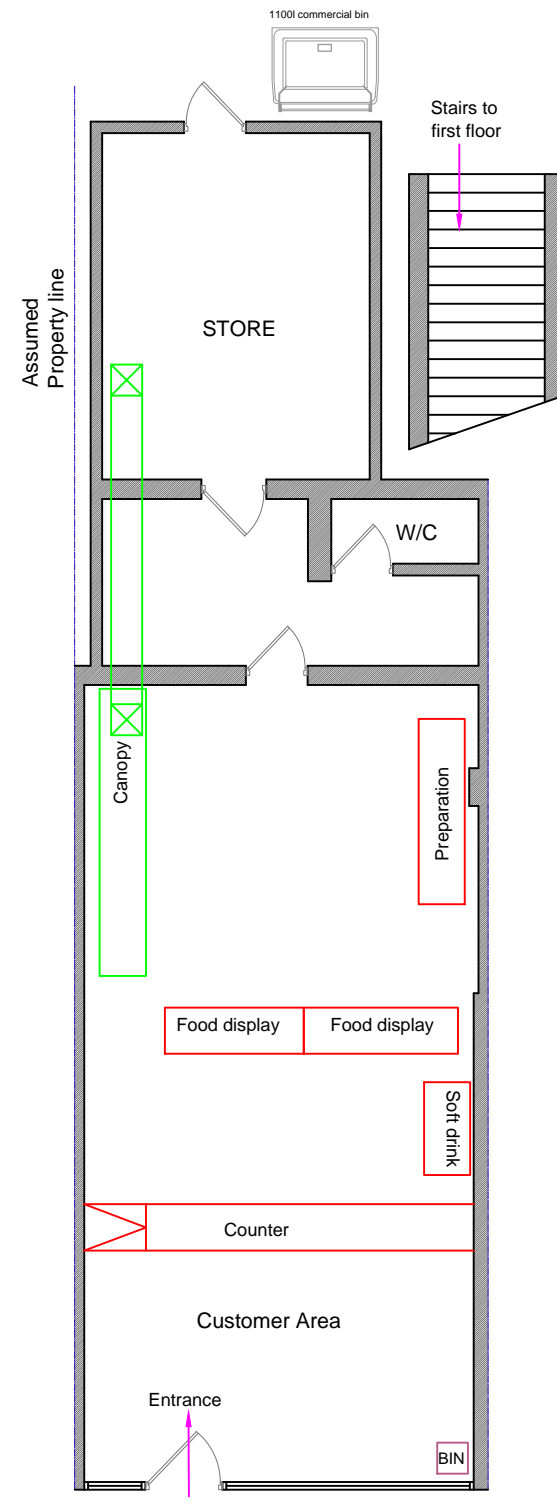 1100l commercial bin
Stairs to
first floor
Assumed
Property line
STORE
W/C
Canopy
Preparation
Food display
Food display
Soft drink
Counter
Customer Area
Entrance
BIN